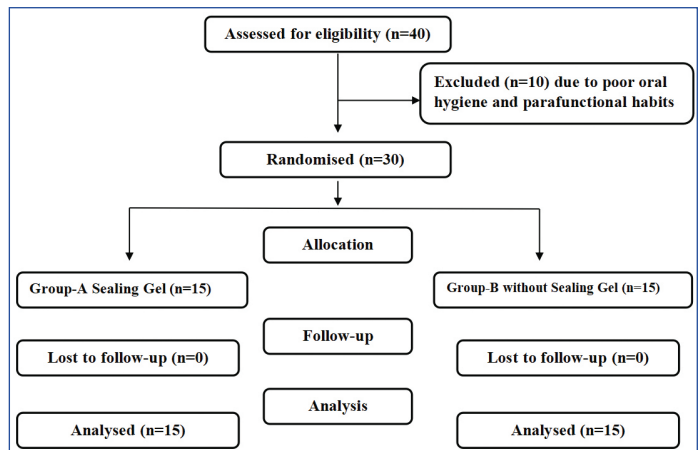 Assessed for eligibility (n=40)
Excluded (n=10) due to poor oral
hygiene and parafunctional habits
Randomised (n=30)
Allocation
Group-A Sealing Gel (n=15)
Group-B without Sealing Gel (n=15)
Follow-up
Lost to follow-up (n=0)
Lost to follow-up (n=0)
Analysis
Analysed (n=15)
Analysed (n=15)